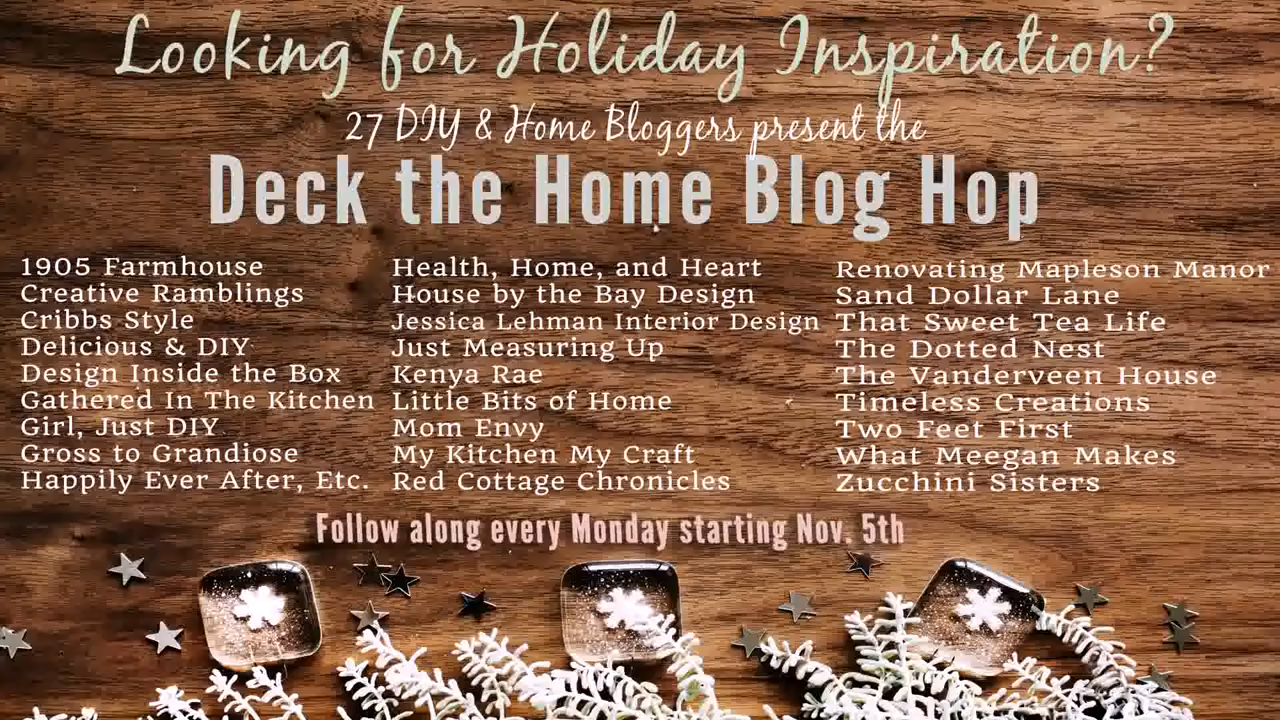 Looking for Holiday Inspiration?
27 DIY & Home Bloggers present the
Deck the Home Blog Hop
1905 Farmhouse
Creative Ramblings
Cribbs Style
Delicious & DIY
Design Inside the Box
Gathered In The Kitchen
Girl, Just DIY
Gross to Grandiose
Happily Ever After, Etc.
Health, Home, and Heart
House by the Bay Design
Jessica Lehman Interior Design
Just Measuring Up
Kenya Rae
Little Bits of Home
Mom Envy
My Kitchen My Craft
Red Cottage Chronicles
Renovating Mapleson Manor
Sand Dollar Lane
That Sweet Tea Life
The Dotted Nest
The Vanderveen House
Timeless Creations
Two Feet First
What Meegan Makes
Zucchini Sisters
Follow along every Monday starting Nov. 5th